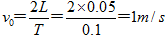 v₀ = 2L/T = 2×0.05/0.1 = 1m/s